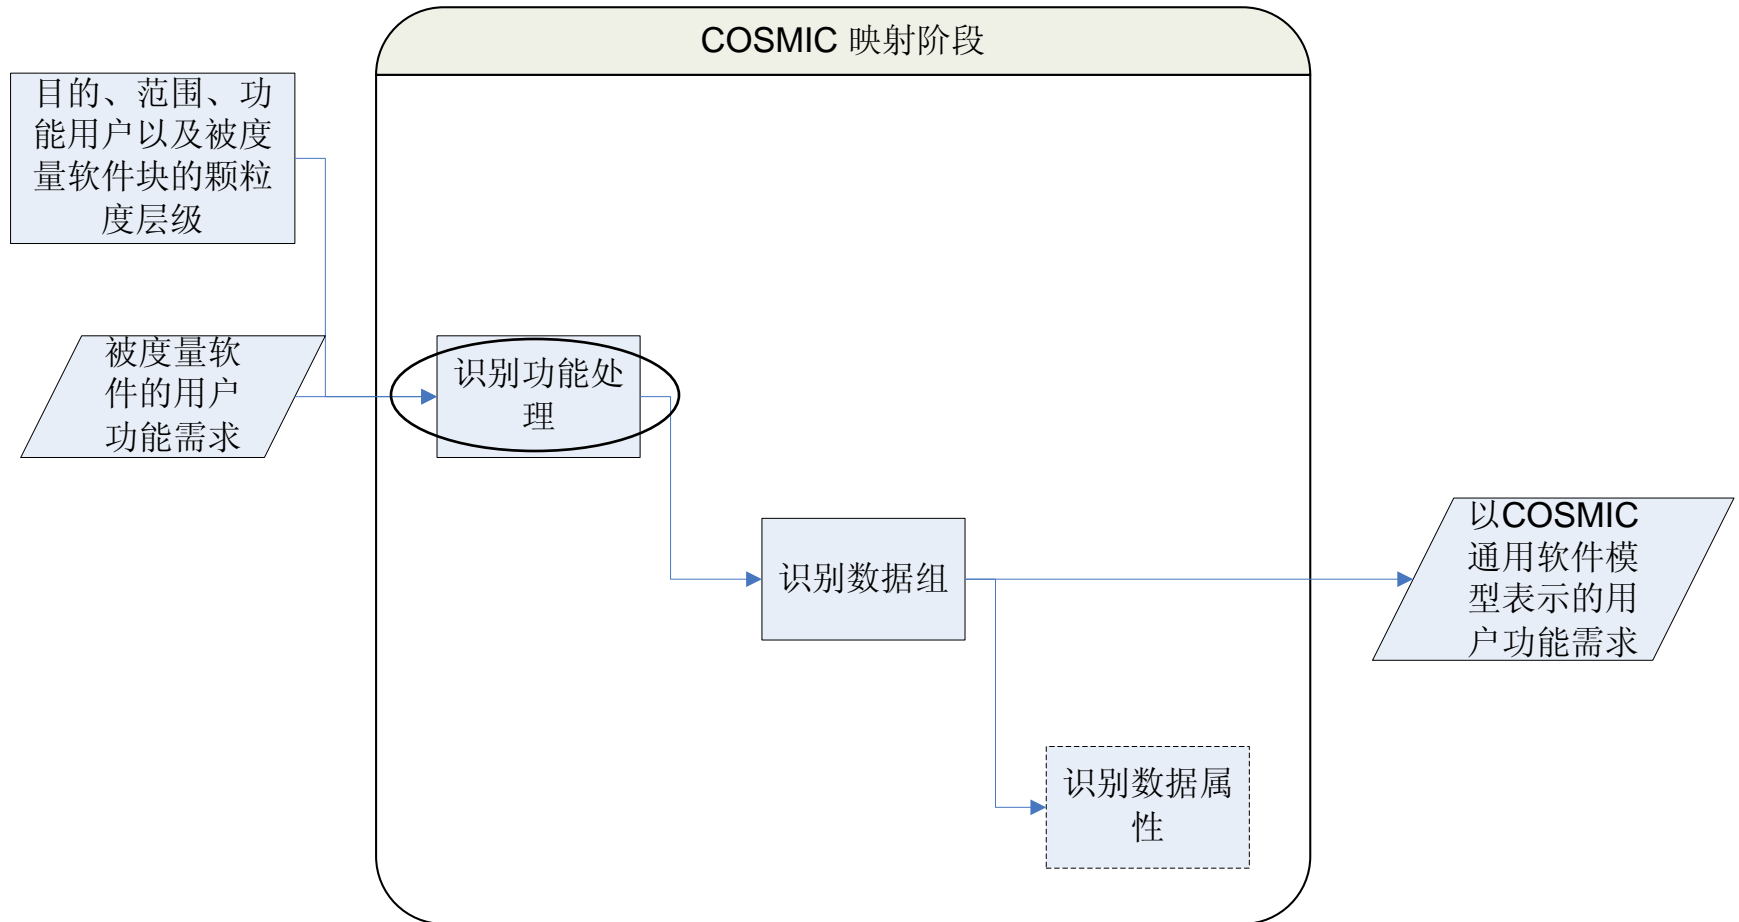 COSMIC 映射阶段
目的、范围、功
能用户以及被度
量软件块的颗粒
度层级
被度量软
件的用户
功能需求
识别功能处
理
识别数据组
以COSMIC
通用软件模
型表示的用
户功能需求
识别数据属
性